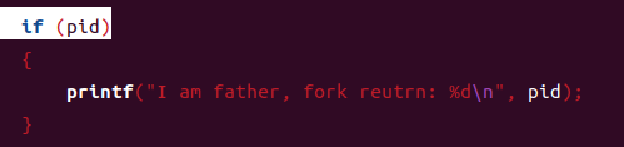 if (pid)
{
    printf("I am father, fork reutrn: %d\n", pid);
}